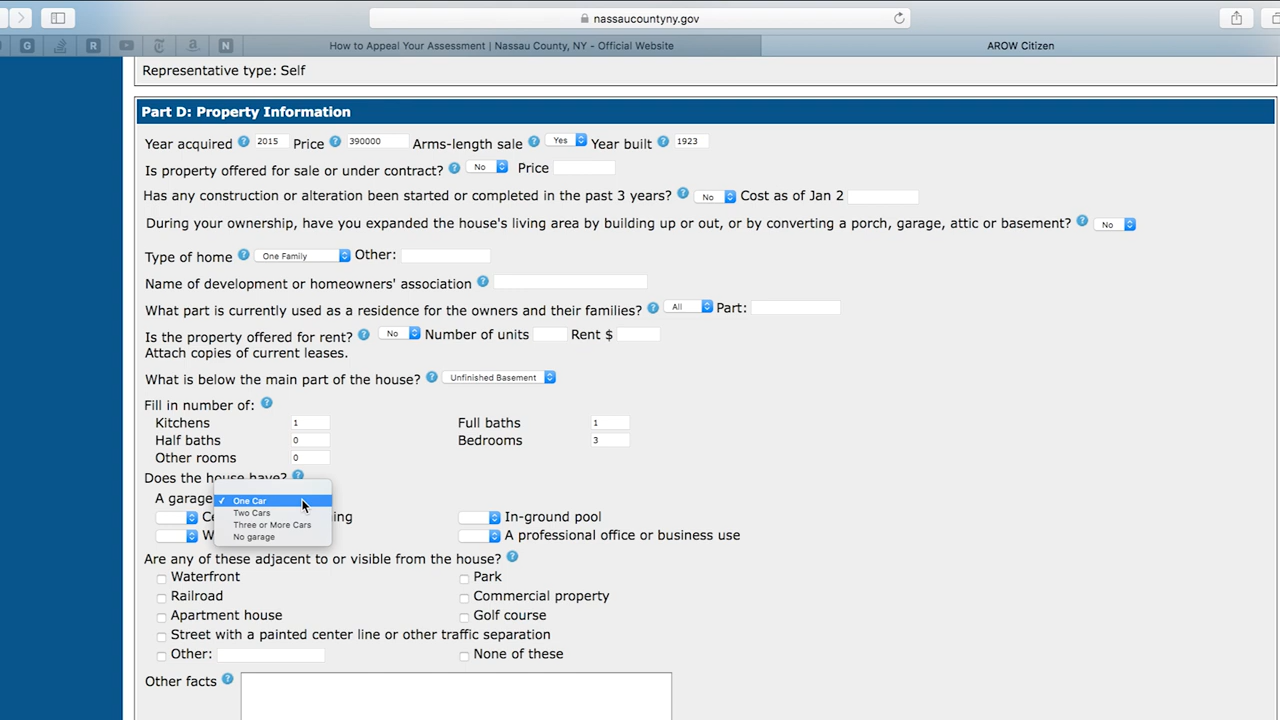 nassaucountyny.gov
G R T a N How to Appeal Your Assessment | Nassau County, NY - Official Website AROW Citizen
Representative type: Self
Part D: Property Information
Year acquired ? 2015 Price ? 390000 Arms-length sale ? Yes Year built ? 1923
Is property offered for sale or under contract? ? No Price
Has any construction or alteration been started or completed in the past 3 years? ? No Cost as of Jan 2
During your ownership, have you expanded the house's living area by building up or out, or by converting a porch, garage, attic or basement? ? No
Type of home ? One Family Other:
Name of development or homeowners' association ?
What part is currently used as a residence for the owners and their families? ? All Part:
Is the property offered for rent? ? No Number of units Rent $
Attach copies of current leases.
What is below the main part of the house? ? Unfinished Basement
Fill in number of: ?
Kitchens 1 Full baths 1
Half baths 0 Bedrooms 3
Other rooms 0
Does the house have? ?
A garage ✓ One Car
Two Cars
Three or More Cars
No garage
In-ground pool
A professional office or business use
Are any of these adjacent to or visible from the house? ?
Waterfront Park
Railroad Commercial property
Apartment house Golf course
Street with a painted center line or other traffic separation
Other: None of these
Other facts ?